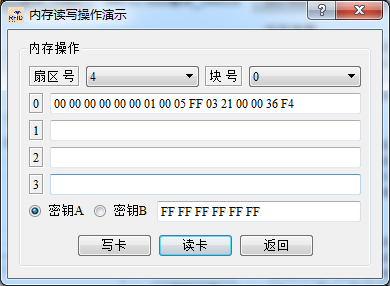 RFID 内存读写操作演示
内存操作
扇区 号 4 块 号 0
0 00 00 00 00 00 00 01 00 05 FF 03 21 00 00 36 F4
1
2
3
密钥A 密钥B FF FF FF FF FF FF
写卡 读卡 返回